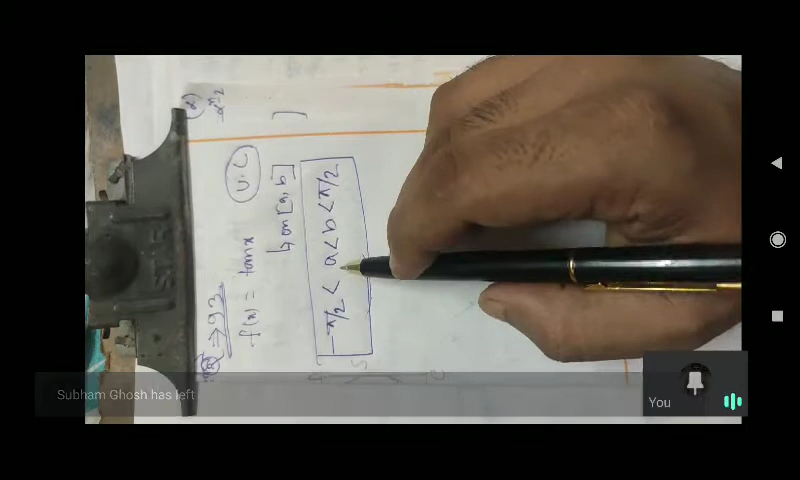 → 93
f(x) = tanx (U.C)
↳ on [a, b]
-π/2 < a < b < π/2
Subham Ghosh has left
You